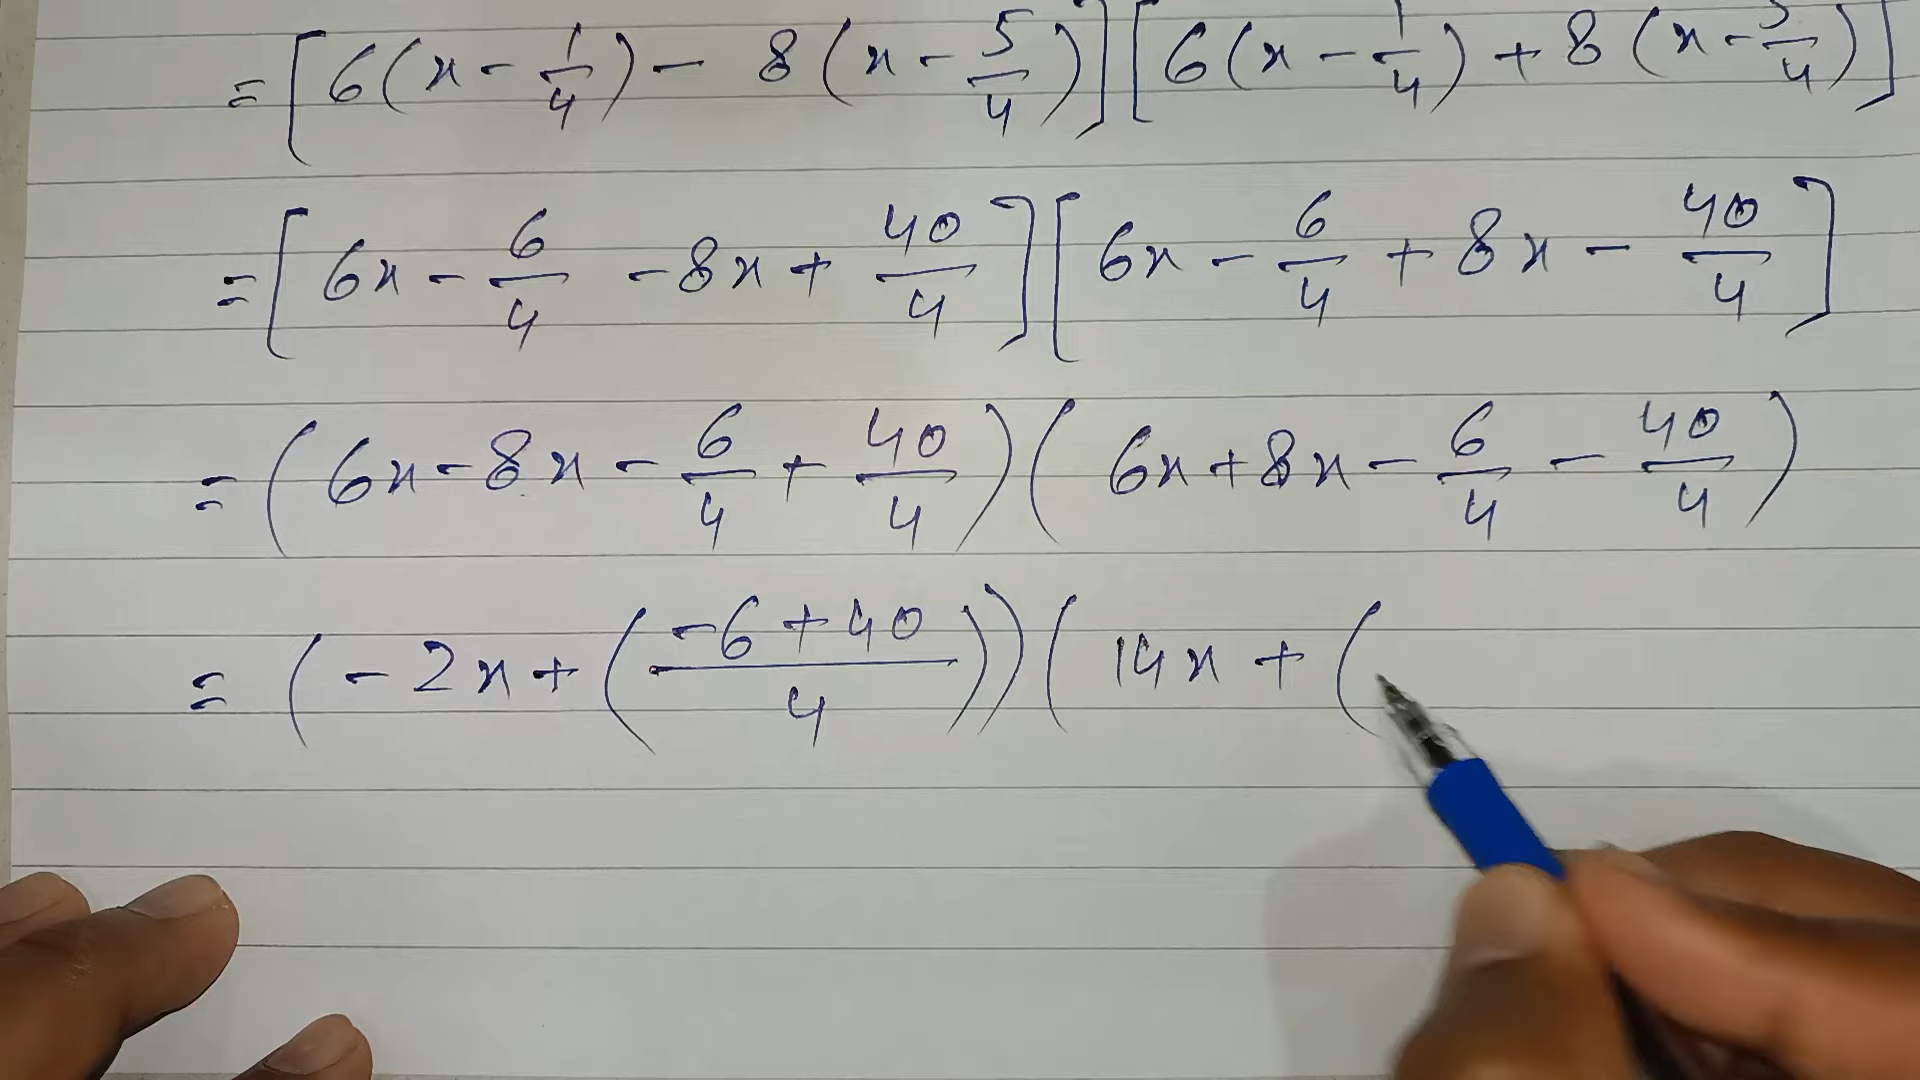 = [6(x - 1/4) - 8(x - 5/4)][6(x - 1/4) + 8(x - 5/4)]
= [6x - 6/4 - 8x + 40/4][6x - 6/4 + 8x - 40/4]
= (6x - 8x - 6/4 + 40/4)(6x + 8x - 6/4 - 40/4)
= (-2x + ((-6 + 40)/4))(14x + (